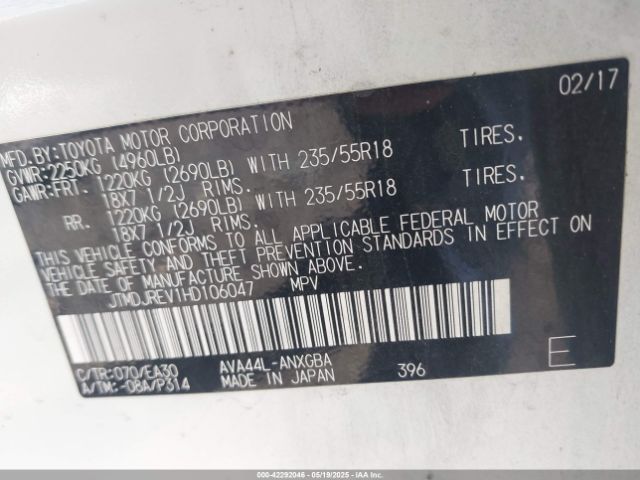 02/17
MFD.BY:TOYOTA MOTOR CORPORATION
GVWR:2250KG (4960LB)
GAWR:FRT. 1220KG (2690LB) WITH 235/55R18 TIRES.
18X7 1/2J RIMS.
RR. 1220KG (2690LB) WITH 235/55R18 TIRES.
18X7 1/2J RIMS.
THIS VEHICLE CONFORMS TO ALL APPLICABLE FEDERAL MOTOR
VEHICLE SAFETY AND THEFT PREVENTION STANDARDS IN EFFECT ON
THE DATE OF MANUFACTURE SHOWN ABOVE.
JTMDJREV1HD106047 MPV
C/TR:070/EA30 AVA44L-ANXGBA
A/TM:-08A/P314 MADE IN JAPAN 396 E
000-42292046 - 05/19/2025 - IAAI.COM